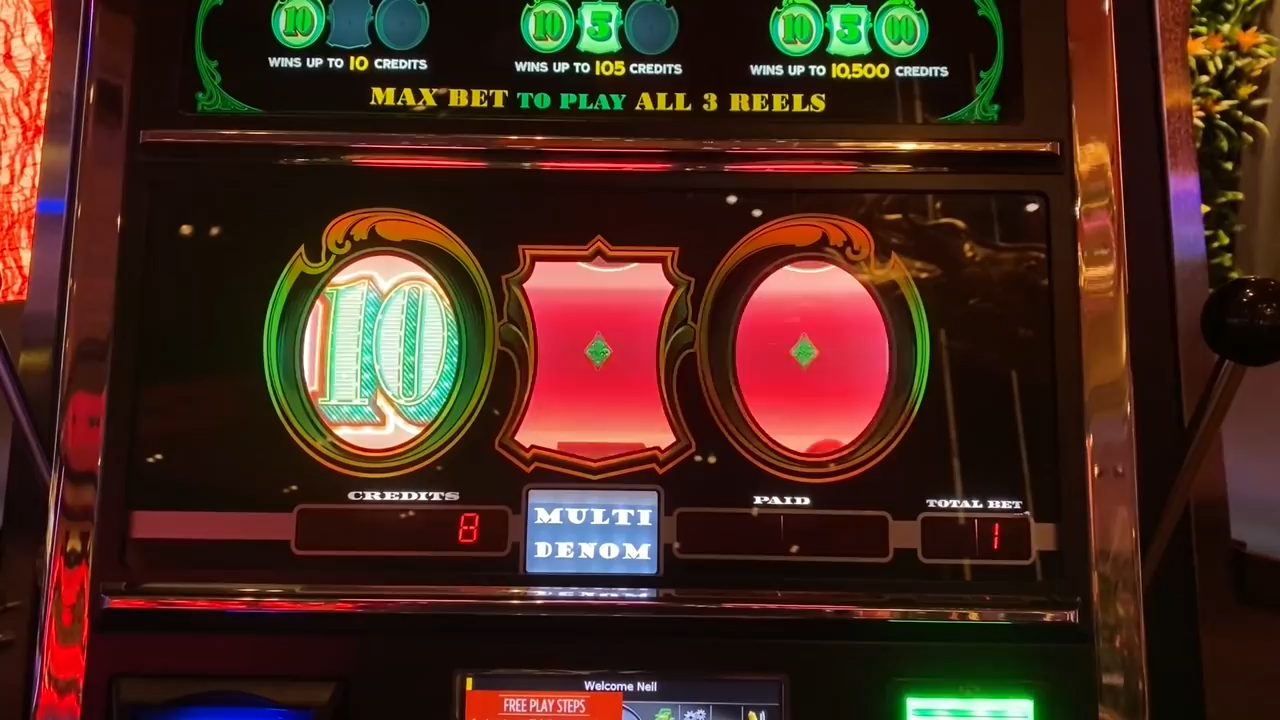 10
10 5
10 5 00
WINS UP TO 10 CREDITS
WINS UP TO 105 CREDITS
WINS UP TO 10,500 CREDITS
MAX BET TO PLAY ALL 3 REELS
10
CREDITS
PAID
TOTAL BET
8
MULTI
DENOM
1
Welcome Neil
FREE PLAY STEPS